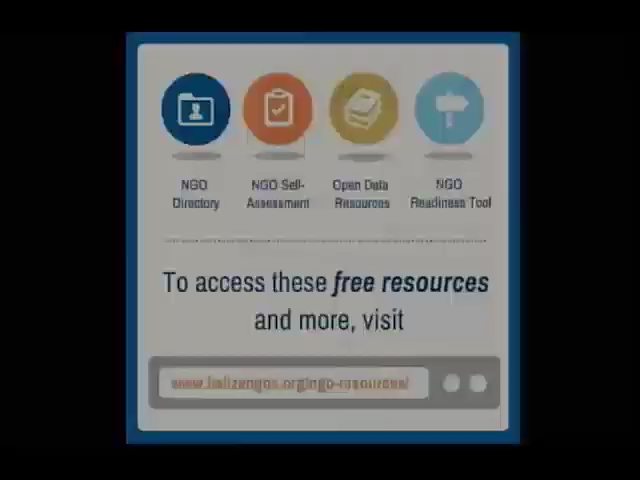 NGO
Directory
NGO Self-
Assessment
Open Data
Resources
NGO
Readiness Tool
To access these free resources
and more, visit
www.belizengos.org/ngo-resources/